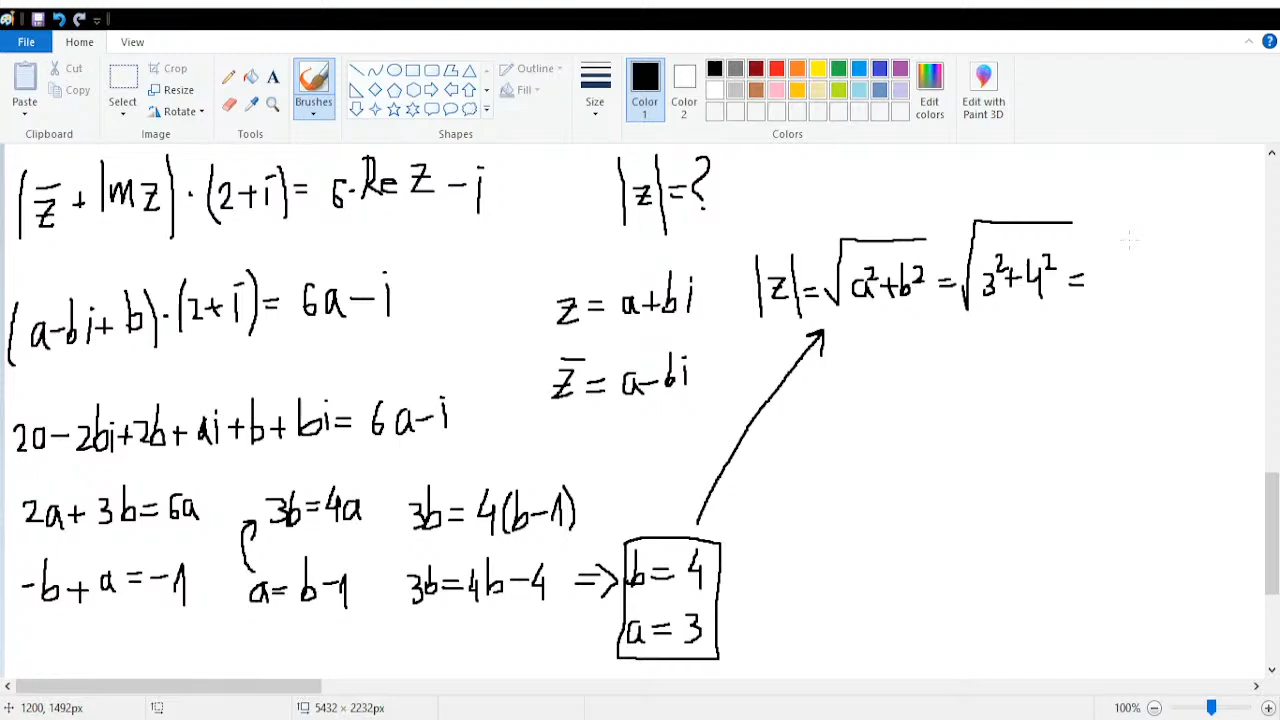 File Home View
Paste Cut Copy Clipboard
Select Crop Resize Rotate Image
A Tools
Brushes
Outline Fill Shapes
Size
Color 1 Color 2 Edit colors Colors
Edit with Paint 3D
(z̅ + Im z) · (2+i) = 6·Re z − i
|z| = ?
(a−bi+b)·(2+i) = 6a−i
z = a+bi
z̅ = a−bi
|z| = √(a²+b²) = √(3²+4²) =
2a−2bi+2b+ai+b+bi = 6a−i
2a+3b=6a 3b=4a 3b=4(b−1)
−b+a=−1 a=b−1 3b=4b−4 => b=4
a=3
1200, 1492px 5432 × 2232px 100%